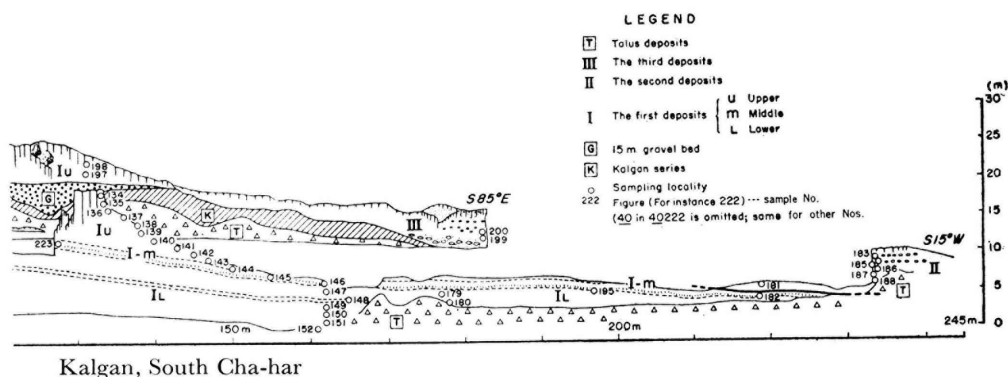 LEGEND
T Talus deposits
III The third deposits
II The second deposits
I The first deposits { U Upper
m Middle
L Lower
G 15 m. gravel bed
K Kalgan series
○ Sampling locality
222 Figure (For instance 222) --- sample No.
(40 in 40222 is omitted; same for other Nos.
(m)
30
25
20
15
10
5
0
Iu
198
197
G
134
135
136
137
138
139
140
141
142
143
144
145
146
147
148
149
150
151
152
223
Iu
K
T
I-m
IL
S85°E
III
200
199
179
180
IL
195
I-m
181
182
S15°W
183
185
186
187
188
II
T
T
150m
200m
245m
Kalgan, South Cha-har